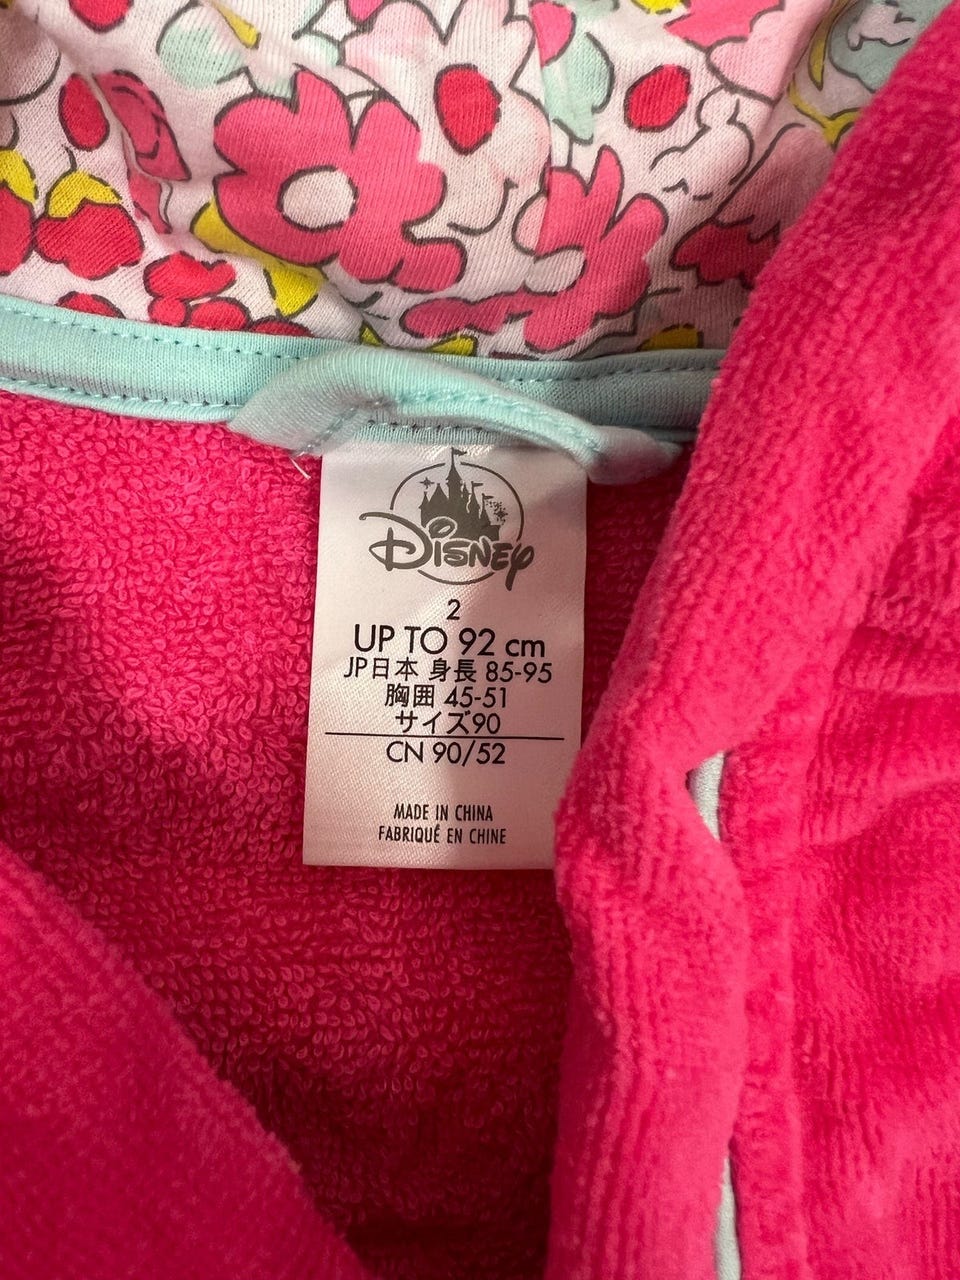 Disney
2
UP TO 92 cm
JP日本 身長 85-95
胸囲 45-51
サイズ90
CN 90/52
MADE IN CHINA
FABRIQUÉ EN CHINE